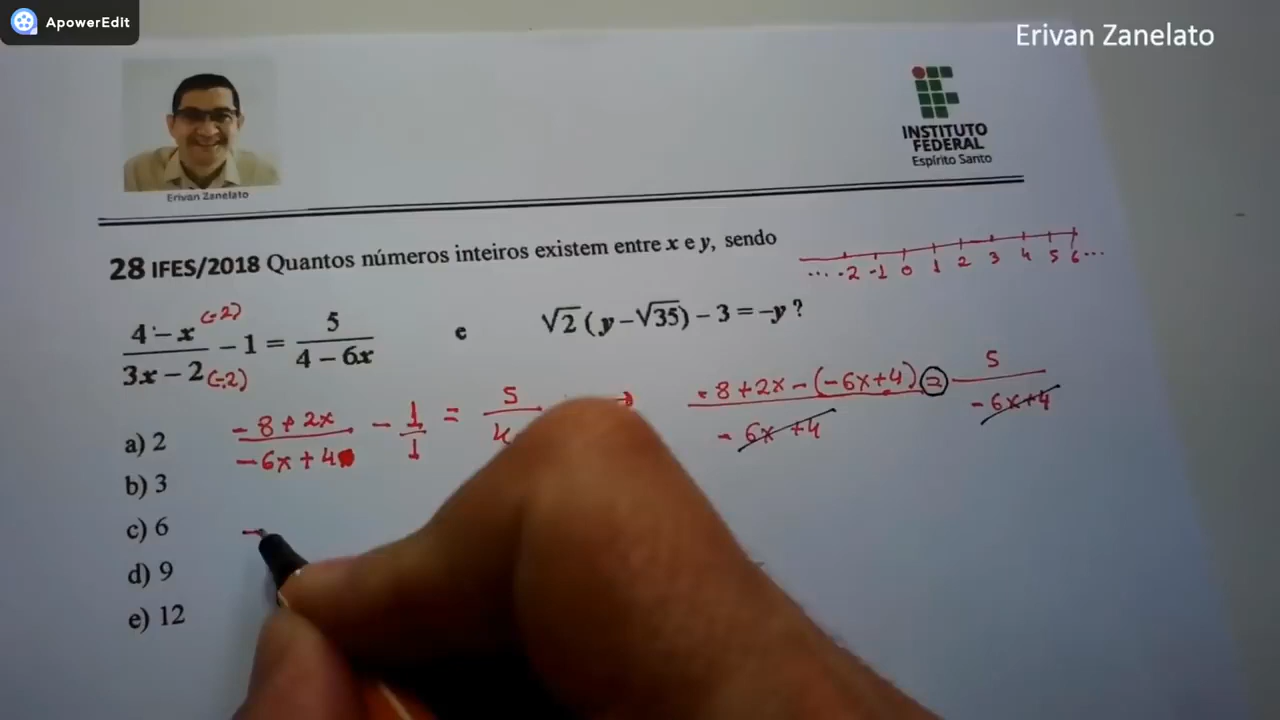 ApowerEdit
Erivan Zanelato
INSTITUTO
FEDERAL
Espírito Santo
Erivan Zanelato
28 IFES/2018 Quantos números inteiros existem entre x e y, sendo
... -2 -1 0 1 2 3 4 5 6 ...
(4 - x)/(3x - 2) - 1 = 5/(4 - 6x) e √2 (y - √35) - 3 = -y ?
(-2)
(-2)
(-8 + 2x)/(-6x + 4) - 1/1 = 5/
(-8 + 2x - (-6x + 4))/(-6x + 4) = 5/(-6x + 4)
a) 2
b) 3
c) 6
d) 9
e) 12